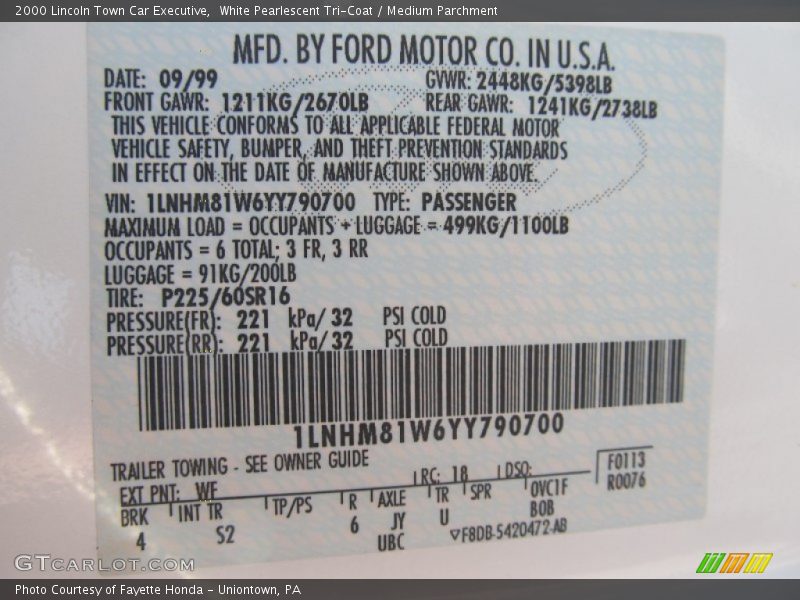 2000 Lincoln Town Car Executive,  White Pearlescent Tri-Coat / Medium Parchment
MFD. BY FORD MOTOR CO. IN U.S.A.
DATE: 09/99 GVWR: 2448KG/5398LB
FRONT GAWR: 1211KG/2670LB REAR GAWR: 1241KG/2738LB
THIS VEHICLE CONFORMS TO ALL APPLICABLE FEDERAL MOTOR
VEHICLE SAFETY, BUMPER, AND THEFT PREVENTION STANDARDS
IN EFFECT ON THE DATE OF MANUFACTURE SHOWN ABOVE.
VIN: 1LNHM81W6YY790700 TYPE: PASSENGER
MAXIMUM LOAD = OCCUPANTS + LUGGAGE = 499KG/1100LB
OCCUPANTS = 6 TOTAL; 3 FR, 3 RR
LUGGAGE = 91KG/200LB
TIRE: P225/60SR16
PRESSURE(FR): 221 kPa/ 32 PSI COLD
PRESSURE(RR): 221 kPa/ 32 PSI COLD
1LNHM81W6YY790700
TRAILER TOWING - SEE OWNER GUIDE
EXT PNT: WF RC: 18 DSO: F0113
R0076
BRK INT TR TP/PS R AXLE TR SPR OVC1F
4 S2 6 JY U BOB
UBC ▽F8DB-5420472-AB
GTCARLOT.COM
Photo Courtesy of Fayette Honda - Uniontown, PA